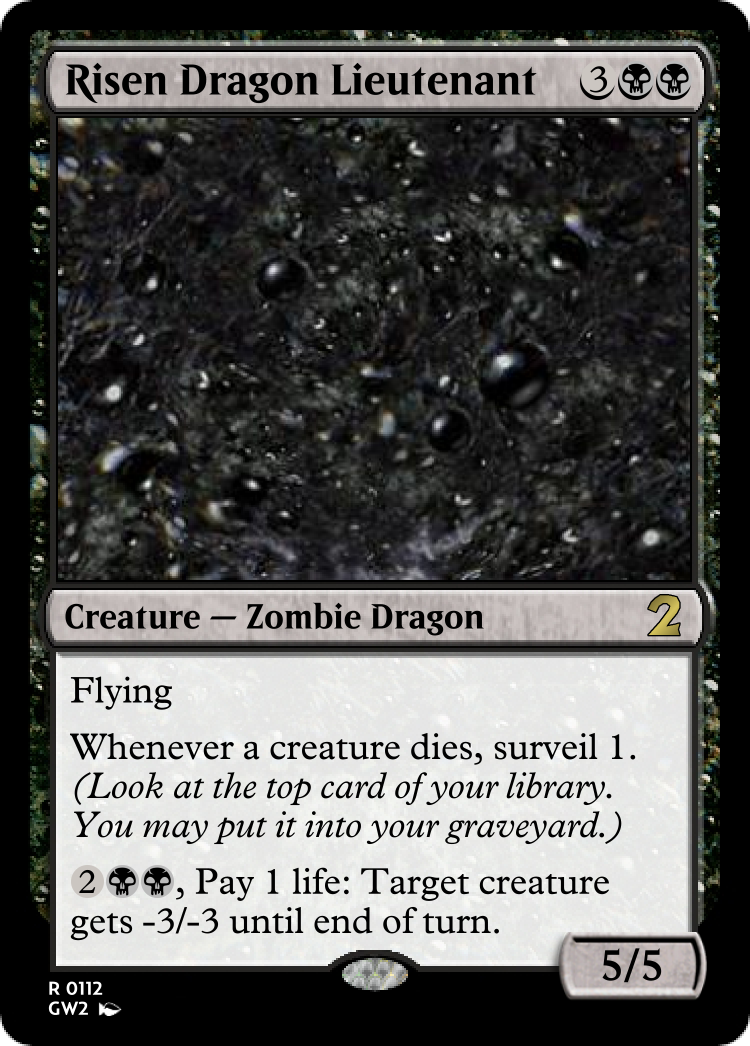 Risen Dragon Lieutenant 3
Creature — Zombie Dragon 2
Flying
Whenever a creature dies, surveil 1.
(Look at the top card of your library.
You may put it into your graveyard.)
2, Pay 1 life: Target creature
gets -3/-3 until end of turn.
5/5
R 0112
GW2